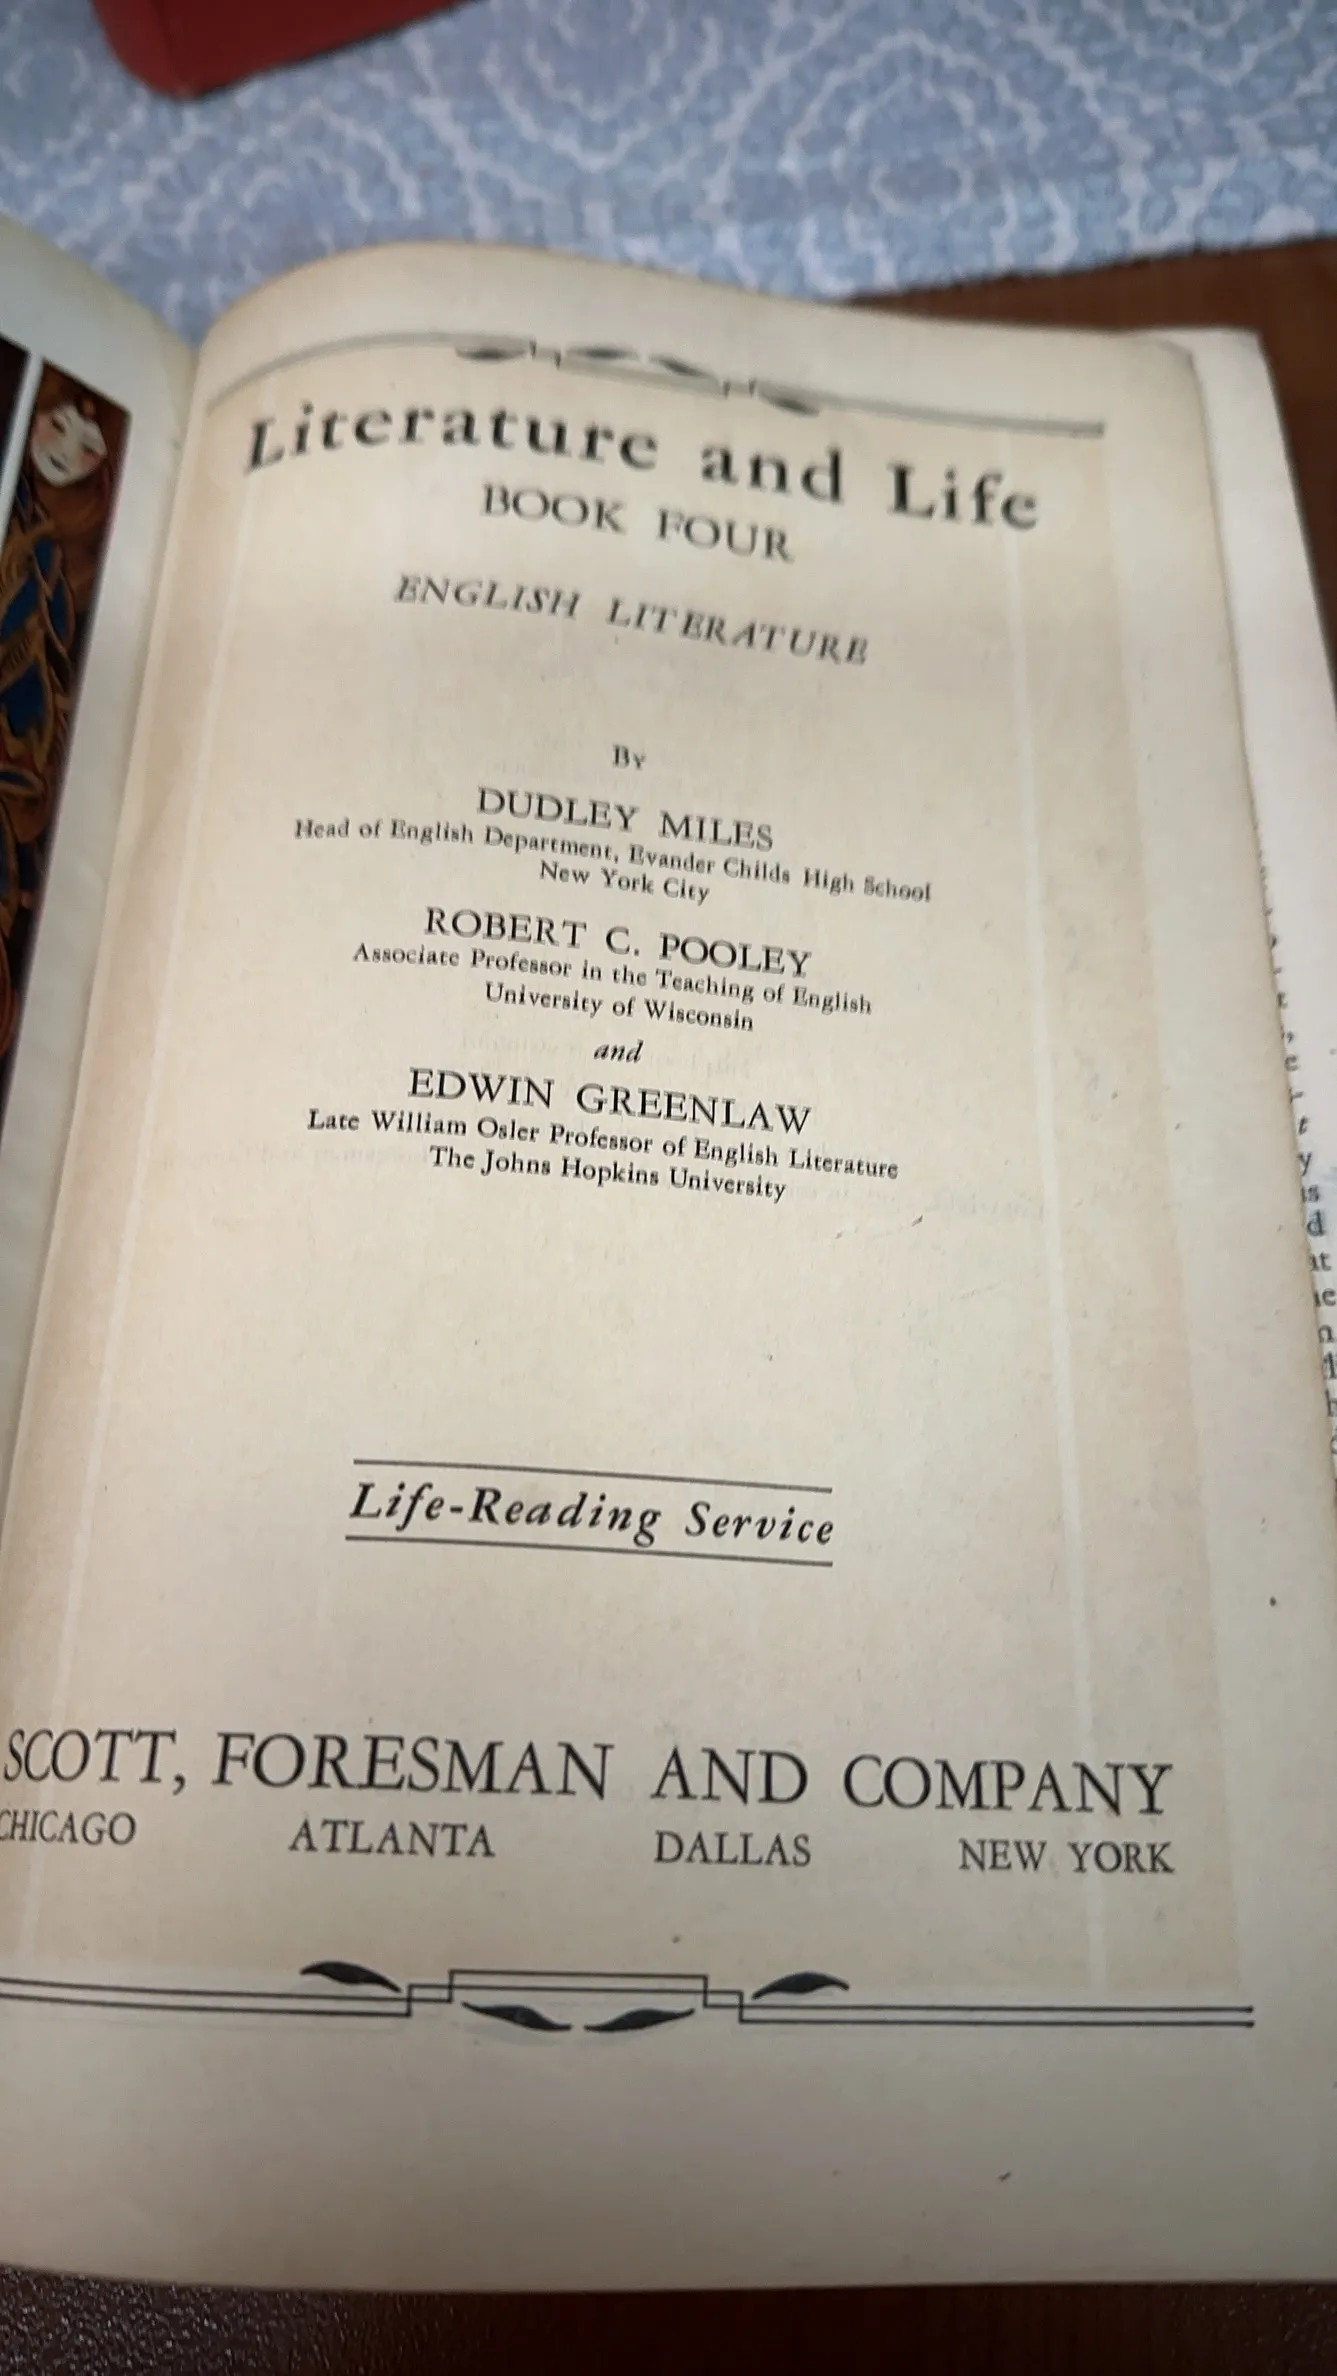 Literature and Life
BOOK FOUR
ENGLISH LITERATURE
By
DUDLEY MILES
Head of English Department, Evander Childs High School
New York City
ROBERT C. POOLEY
Associate Professor in the Teaching of English
University of Wisconsin
and
EDWIN GREENLAW
Late William Osler Professor of English Literature
The Johns Hopkins University
Life-Reading Service
SCOTT, FORESMAN AND COMPANY
CHICAGO ATLANTA DALLAS NEW YORK